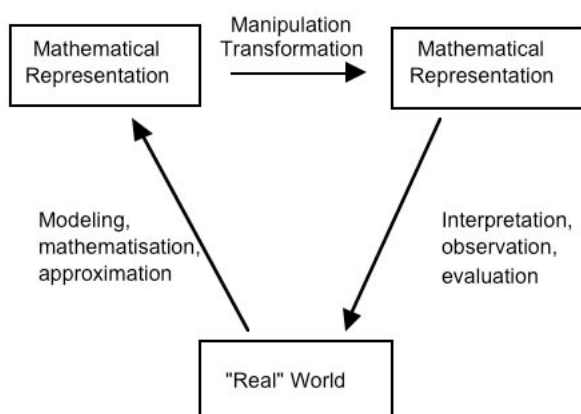 Mathematical
Representation
Manipulation
Transformation
Mathematical
Representation
Modeling,
mathematisation,
approximation
Interpretation,
observation,
evaluation
"Real" World